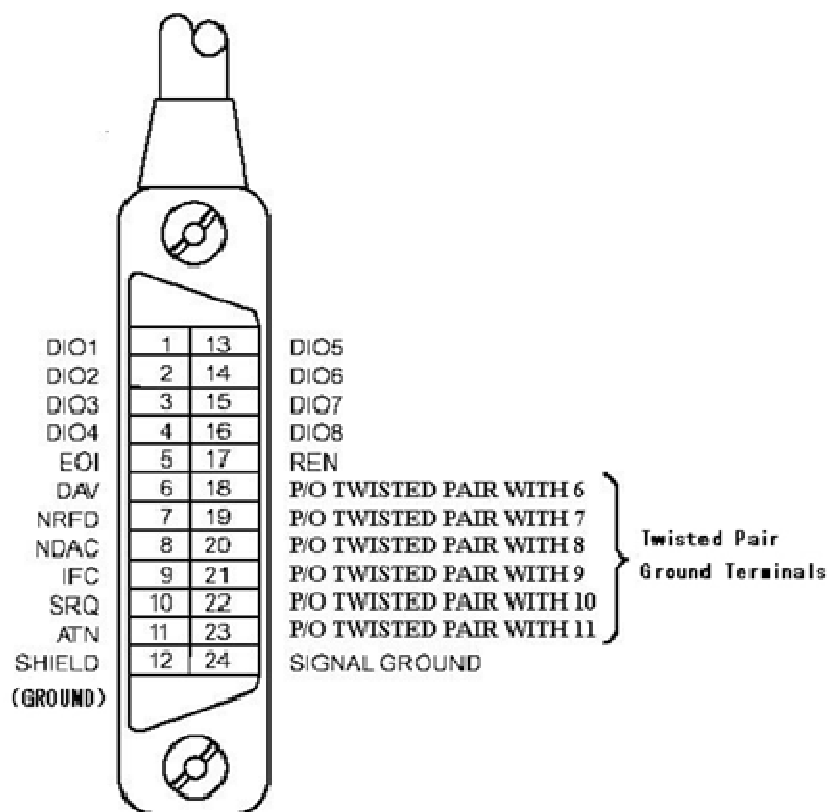 DIO1 1 13 DIO5
DIO2 2 14 DIO6
DIO3 3 15 DIO7
DIO4 4 16 DIO8
EOI 5 17 REN
DAV 6 18 P/O TWISTED PAIR WITH 6
NRFD 7 19 P/O TWISTED PAIR WITH 7
NDAC 8 20 P/O TWISTED PAIR WITH 8
IFC 9 21 P/O TWISTED PAIR WITH 9
SRQ 10 22 P/O TWISTED PAIR WITH 10
ATN 11 23 P/O TWISTED PAIR WITH 11
SHIELD 12 24 SIGNAL GROUND
(GROUND)
Twisted Pair
Ground Terminals